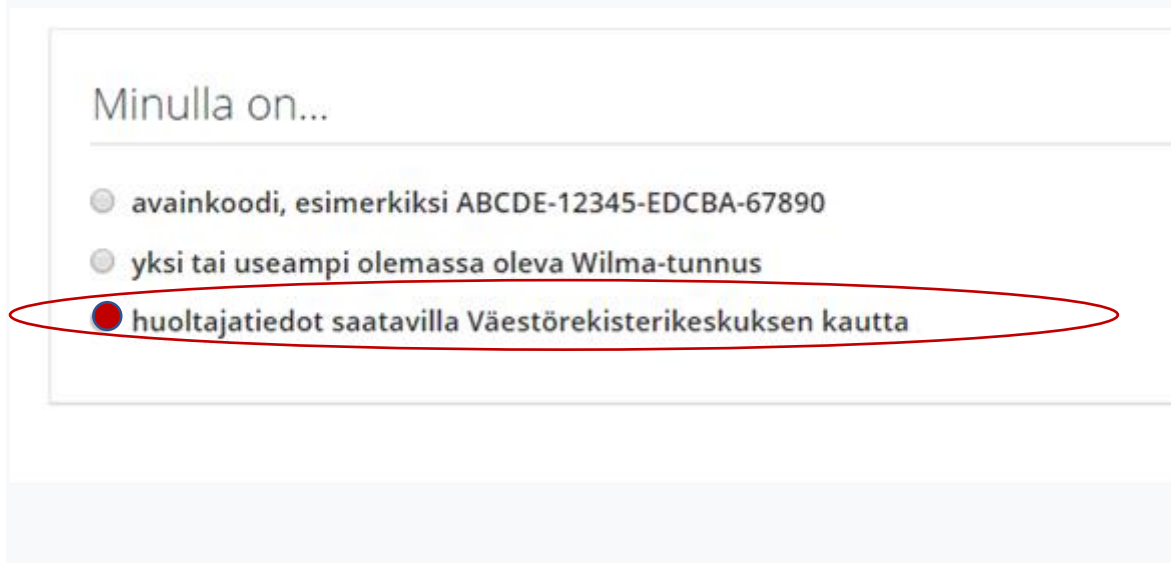 Minulla on...
avainkoodi, esimerkiksi ABCDE-12345-EDCBA-67890
yksi tai useampi olemassa oleva Wilma-tunnus
huoltajatiedot saatavilla Väestörekisterikeskuksen kautta